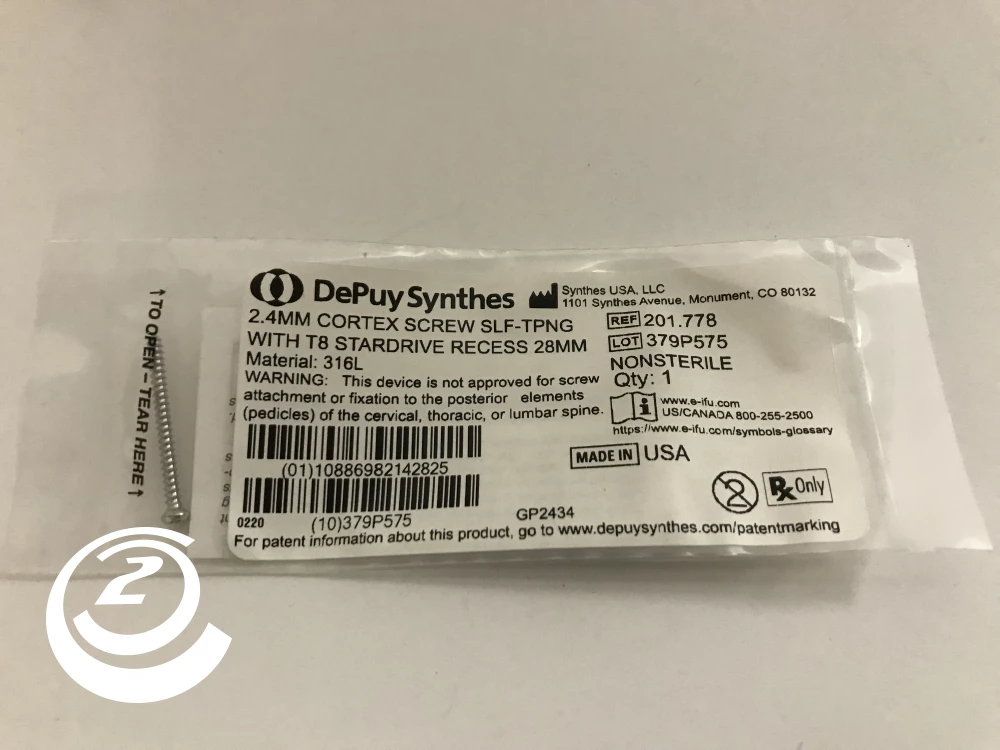 ↑ TO OPEN – TEAR HERE ↑
DePuy Synthes
Synthes USA, LLC
1101 Synthes Avenue, Monument, CO 80132
2.4MM CORTEX SCREW SLF-TPNG
WITH T8 STARDRIVE RECESS 28MM
Material: 316L
WARNING: This device is not approved for screw
attachment or fixation to the posterior elements
(pedicles) of the cervical, thoracic, or lumbar spine.
REF 201.778
LOT 379P575
NONSTERILE
Qty: 1
www.e-ifu.com
US/CANADA 800-255-2500
https://www.e-ifu.com/symbols-glossary
MADE IN USA
(01)10886982142825
2
Rx Only
0220 (10)379P575 GP2434
For patent information about this product, go to www.depuysynthes.com/patentmarking
2